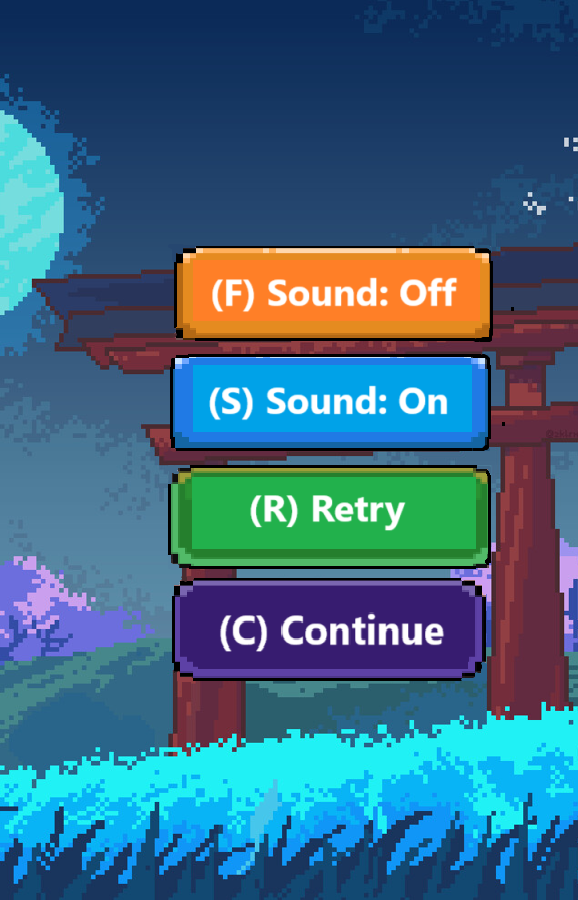 (F) Sound: Off
(S) Sound: On
(R) Retry
(C) Continue